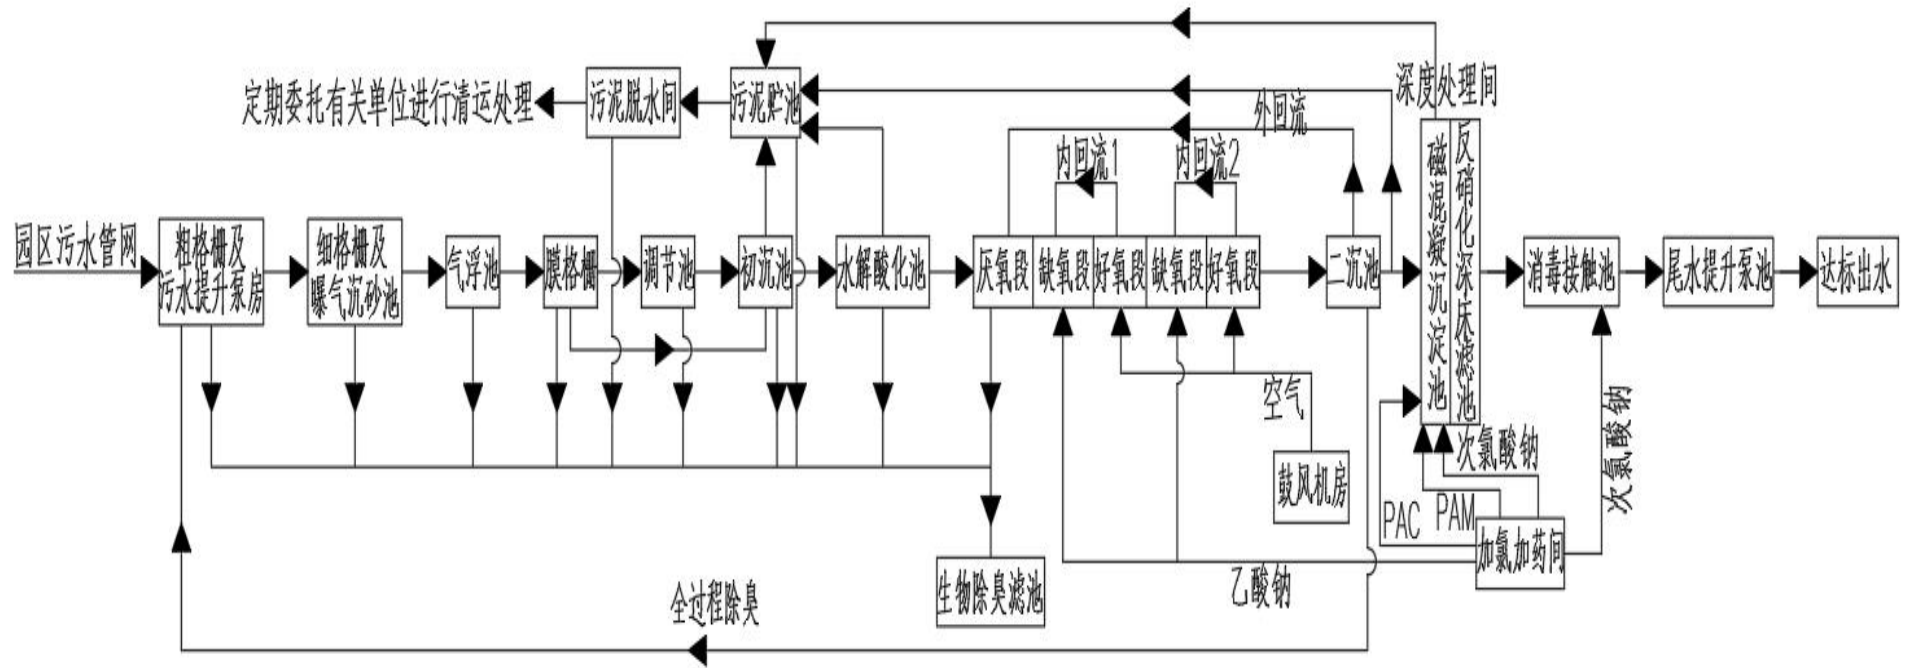 深度处理间
定期委托有关单位进行清运处理
污泥脱水间
污泥贮池
外回流
内回流1
内回流2
园区污水管网
粗格栅及
污水提升泵房
细格栅及
曝气沉砂池
气浮池
膜格栅
调节池
初沉池
水解酸化池
厌氧段
缺氧段
好氧段
缺氧段
好氧段
二沉池
磁混凝沉淀池
反硝化深床滤池
消毒接触池
尾水提升泵池
达标出水
空气
鼓风机房
次氯酸钠
次氯酸钠
PAC
PAM
加氯加药间
乙酸钠
生物除臭滤池
全过程除臭